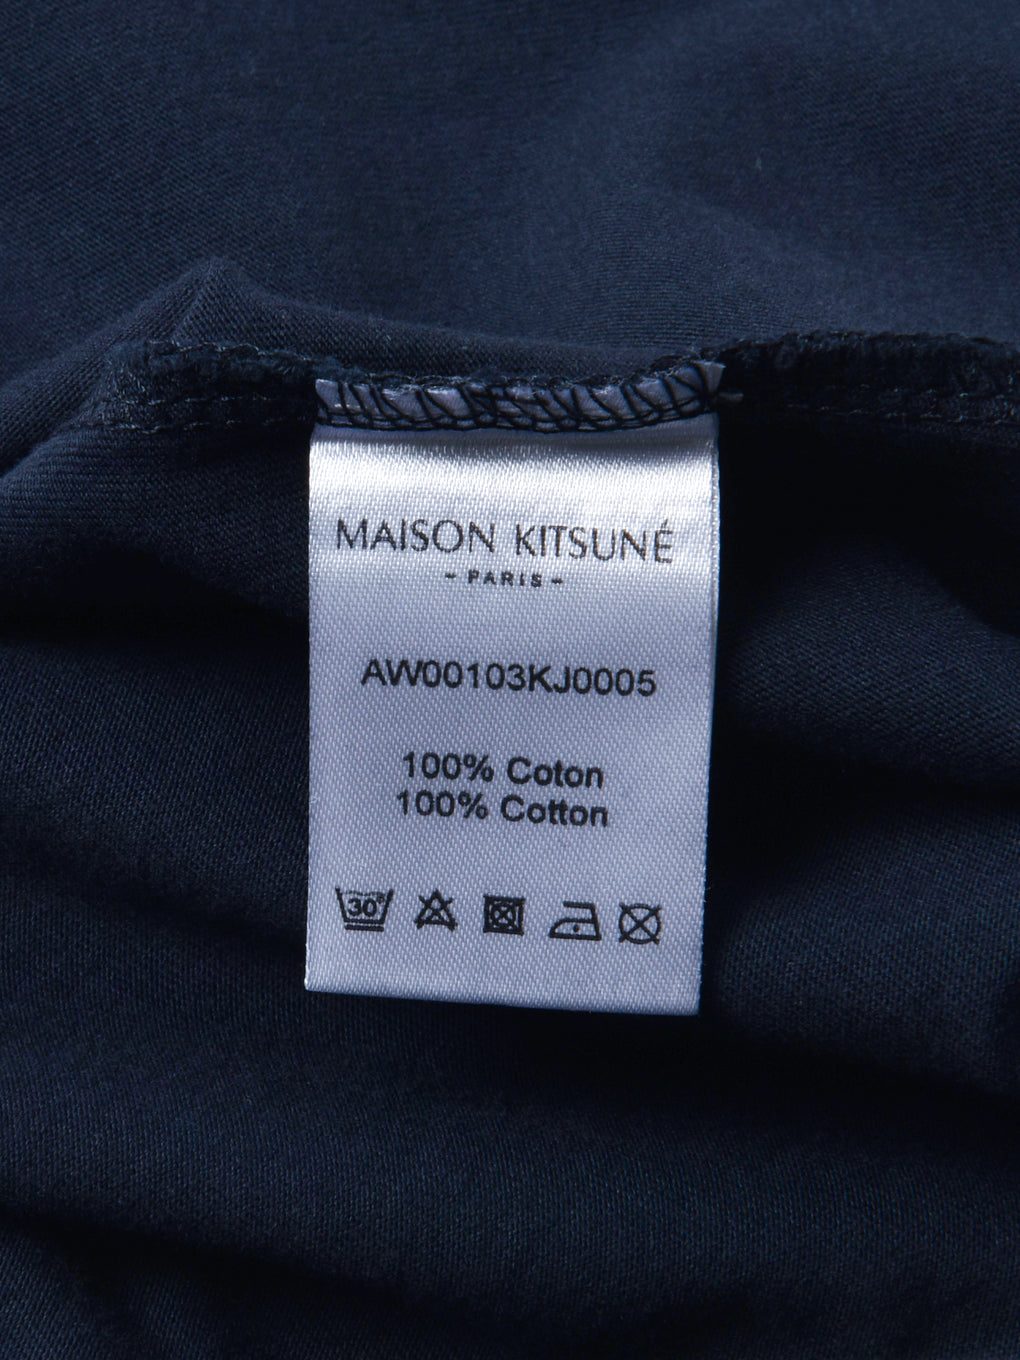 MAISON KITSUNÉ
- PARIS -
AW00103KJ0005
100% Coton
100% Cotton
30°